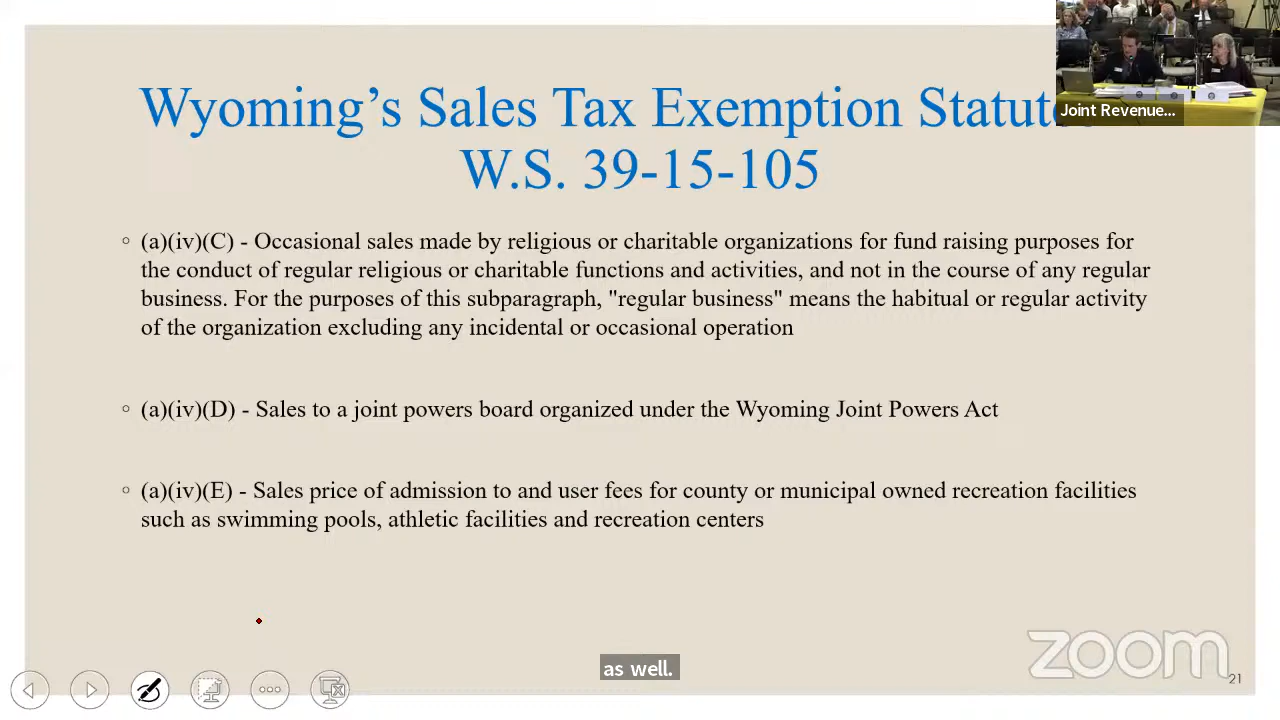 Wyoming's Sales Tax Exemption Statute
W.S. 39-15-105
Joint Revenue...
◦ (a)(iv)(C) - Occasional sales made by religious or charitable organizations for fund raising purposes for
the conduct of regular religious or charitable functions and activities, and not in the course of any regular
business. For the purposes of this subparagraph, "regular business" means the habitual or regular activity
of the organization excluding any incidental or occasional operation
◦ (a)(iv)(D) - Sales to a joint powers board organized under the Wyoming Joint Powers Act
◦ (a)(iv)(E) - Sales price of admission to and user fees for county or municipal owned recreation facilities
such as swimming pools, athletic facilities and recreation centers
as well.
zoom
21